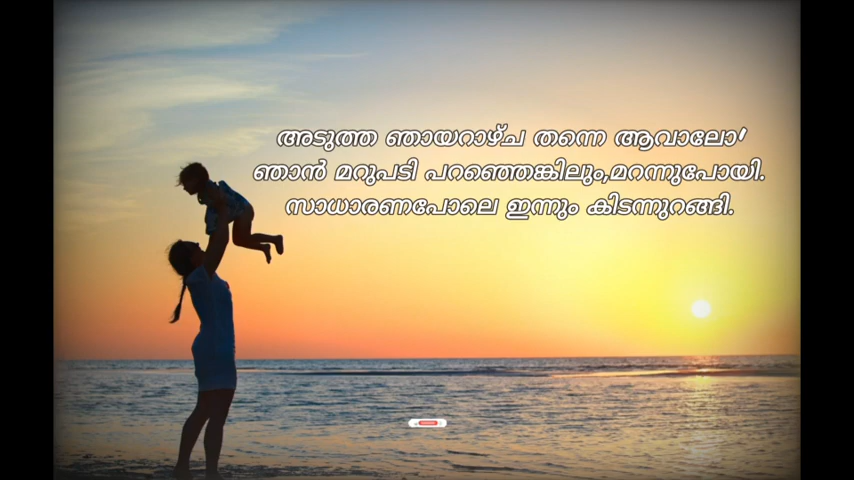 അടുത്ത ഞായറാഴ്ച തന്നെ ആവാലോ'
ഞാൻ മറുപടി പറഞ്ഞെങ്കിലും,മറന്നുപോയി.
സാധാരണപോലെ ഇന്നും കിടന്നുറങ്ങി.